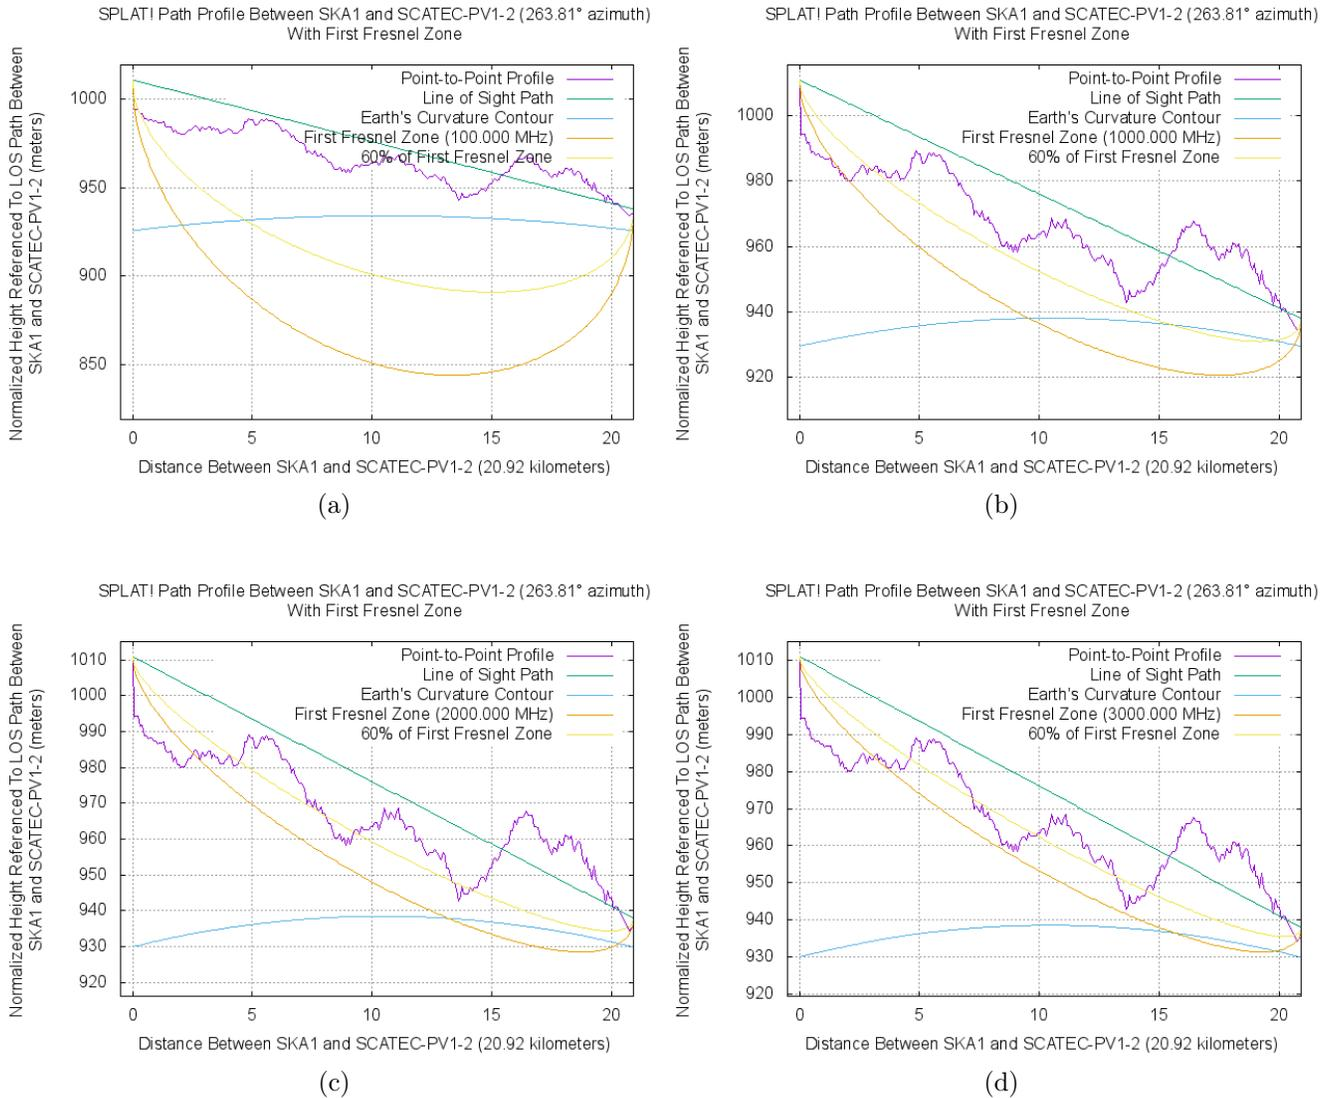 SPLAT! Path Profile Between SKA1 and SCATEC-PV1-2 (263.81° azimuth)
With First Fresnel Zone
Normalized Height Referenced To LOS Path Between
SKA1 and SCATEC-PV1-2 (meters)
Point-to-Point Profile
Line of Sight Path
Earth's Curvature Contour
First Fresnel Zone (100.000 MHz)
60% of First Fresnel Zone
1000
950
900
850
0 5 10 15 20
Distance Between SKA1 and SCATEC-PV1-2 (20.92 kilometers)
(a)
SPLAT! Path Profile Between SKA1 and SCATEC-PV1-2 (263.81° azimuth)
With First Fresnel Zone
Normalized Height Referenced To LOS Path Between
SKA1 and SCATEC-PV1-2 (meters)
Point-to-Point Profile
Line of Sight Path
Earth's Curvature Contour
First Fresnel Zone (1000.000 MHz)
60% of First Fresnel Zone
1000
980
960
940
920
0 5 10 15 20
Distance Between SKA1 and SCATEC-PV1-2 (20.92 kilometers)
(b)
SPLAT! Path Profile Between SKA1 and SCATEC-PV1-2 (263.81° azimuth)
With First Fresnel Zone
Normalized Height Referenced To LOS Path Between
SKA1 and SCATEC-PV1-2 (meters)
Point-to-Point Profile
Line of Sight Path
Earth's Curvature Contour
First Fresnel Zone (2000.000 MHz)
60% of First Fresnel Zone
1010
1000
990
980
970
960
950
940
930
920
0 5 10 15 20
Distance Between SKA1 and SCATEC-PV1-2 (20.92 kilometers)
(c)
SPLAT! Path Profile Between SKA1 and SCATEC-PV1-2 (263.81° azimuth)
With First Fresnel Zone
Normalized Height Referenced To LOS Path Between
SKA1 and SCATEC-PV1-2 (meters)
Point-to-Point Profile
Line of Sight Path
Earth's Curvature Contour
First Fresnel Zone (3000.000 MHz)
60% of First Fresnel Zone
1010
1000
990
980
970
960
950
940
930
920
0 5 10 15 20
Distance Between SKA1 and SCATEC-PV1-2 (20.92 kilometers)
(d)